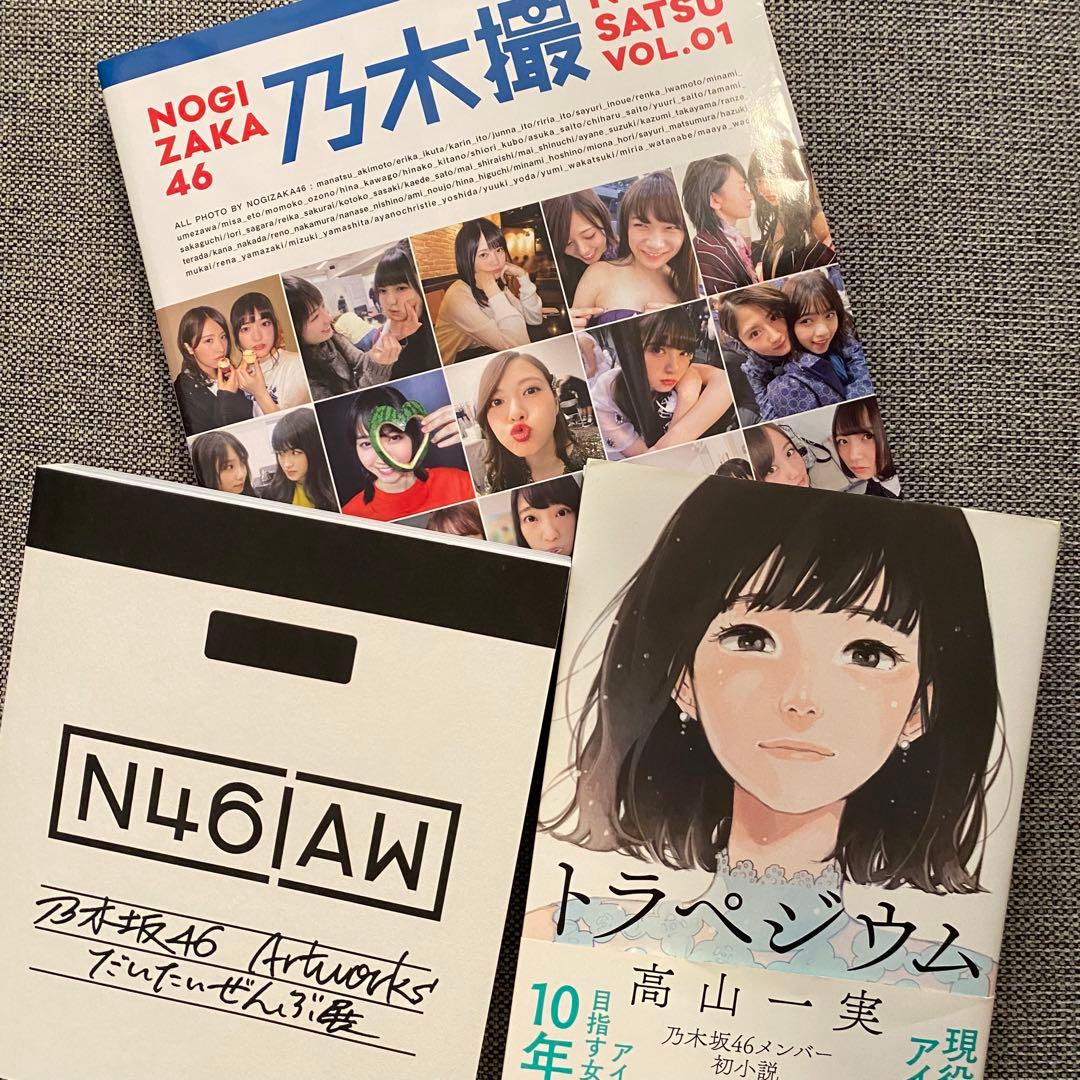 NOGI
ZAKA
46
乃木撮
SATSU
VOL.01
ALL PHOTO BY NOGIZAKA46 : manatsu_akimoto/erika_ikuta/karin_ito/junna_ito/riria_ito/sayuri_inoue/renka_iwamoto/minami_
umezawa/misa_eto/momoko_ozono/hina_kawago/hinako_kitano/shiori_kubo/asuka_saito/chiharu_saito/yuuri_saito/tamami_
sakaguchi/iori_sagara/reika_sakurai/kotoko_sasaki/kaede_sato/mai_shiraishi/mai_shinuchi/ayane_suzuki/kazumi_takayama/ranze_
terada/kana_nakada/reno_nakamura/nanase_nishino/ami_noujo/hina_higuchi/minami_hoshino/miona_hori/sayuri_matsumura/hazuki_
mukai/rena_yamazaki/mizuki_yamashita/ayanochristie_yoshida/yuuki_yoda/yumi_wakatsuki/miria_watanabe/maaya_wad
N46|AW
乃木坂46 Artworks
だいたいぜんぶ展
トラペジウム
高山一実
乃木坂46メンバー
初小説
現役
アイ
アイ
目指す女
10年